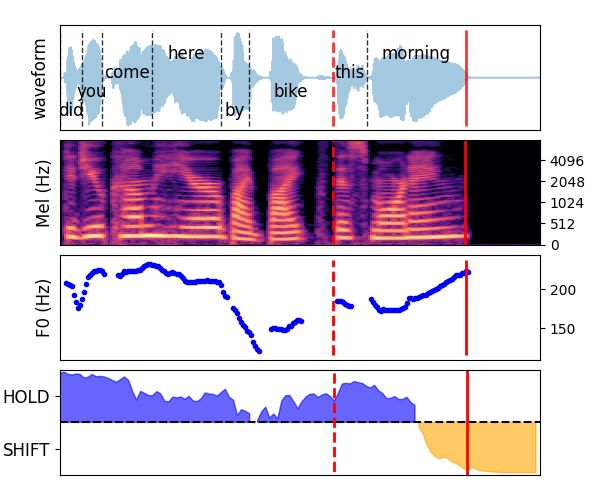 waveform
did
you
come
here
by
bike
this
morning
Mel (Hz)
4096
2048
1024
512
0
F0 (Hz)
200
150
HOLD
SHIFT